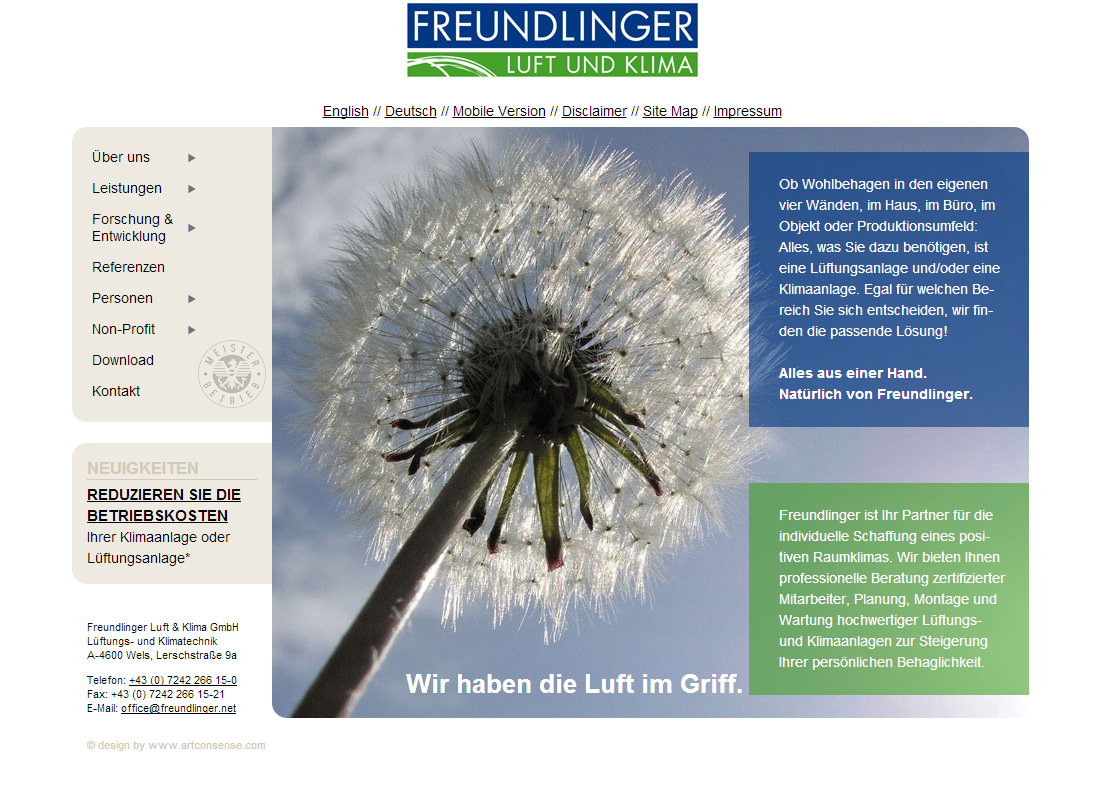 FREUNDLINGER
LUFT UND KLIMA
English // Deutsch // Mobile Version // Disclaimer // Site Map // Impressum
Über uns
Leistungen
Forschung &
Entwicklung
Referenzen
Personen
Non-Profit
Download
Kontakt
MEISTER
BETRIEB
NEUIGKEITEN
REDUZIEREN SIE DIE
BETRIEBSKOSTEN
Ihrer Klimaanlage oder
Lüftungsanlage*
Freundlinger Luft & Klima GmbH
Lüftungs- und Klimatechnik
A-4600 Wels, Lerschstraße 9a
Telefon: +43 (0) 7242 266 15-0
Fax: +43 (0) 7242 266 15-21
E-Mail: office@freundlinger.net
© design by www.artconsense.com
Ob Wohlbehagen in den eigenen
vier Wänden, im Haus, im Büro, im
Objekt oder Produktionsumfeld:
Alles, was Sie dazu benötigen, ist
eine Lüftungsanlage und/oder eine
Klimaanlage. Egal für welchen Be-
reich Sie sich entscheiden, wir fin-
den die passende Lösung!
Alles aus einer Hand.
Natürlich von Freundlinger.
Freundlinger ist Ihr Partner für die
individuelle Schaffung eines posi-
tiven Raumklimas. Wir bieten Ihnen
professionelle Beratung zertifizierter
Mitarbeiter, Planung, Montage und
Wartung hochwertiger Lüftungs-
und Klimaanlagen zur Steigerung
Ihrer persönlichen Behaglichkeit.
Wir haben die Luft im Griff.